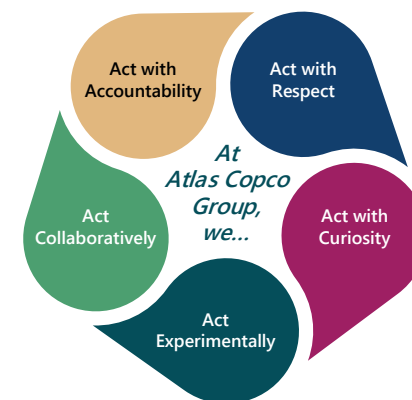 Act with
Accountability
Act with
Respect
At
Atlas Copco
Group,
we...
Act
Collaboratively
Act with
Curiosity
Act
Experimentally